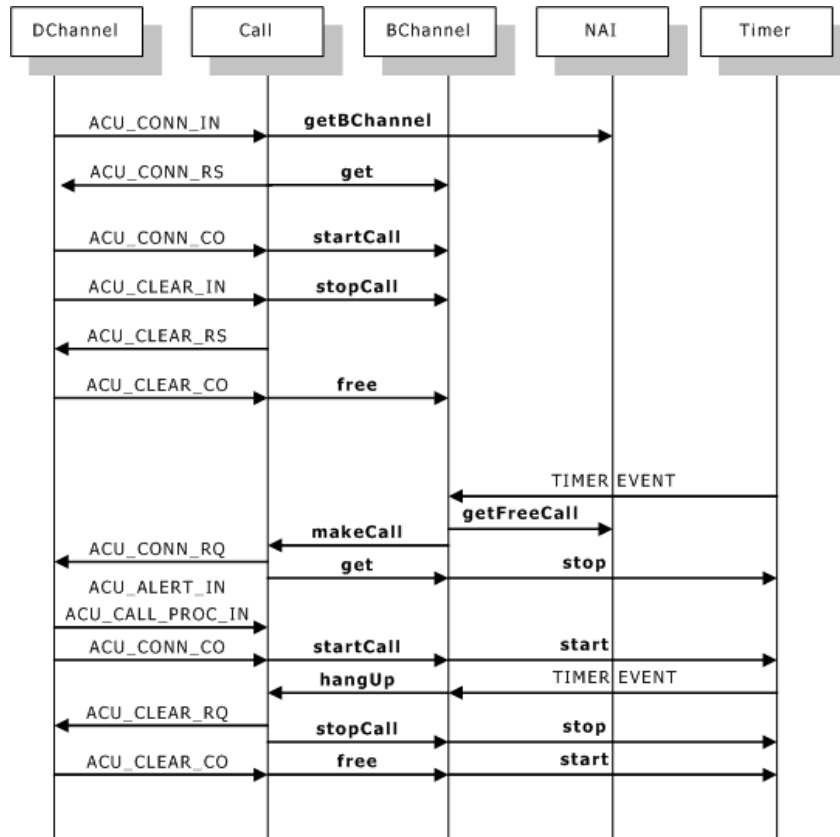 DChannel Call BChannel NAI Timer
ACU_CONN_IN getBChannel
ACU_CONN_RS get
ACU_CONN_CO startCall
ACU_CLEAR_IN stopCall
ACU_CLEAR_RS
ACU_CLEAR_CO free
TIMER EVENT
getFreeCall
makeCall
ACU_CONN_RQ
get stop
ACU_ALERT_IN
ACU_CALL_PROC_IN
ACU_CONN_CO startCall start
hangUp TIMER EVENT
ACU_CLEAR_RQ
stopCall stop
ACU_CLEAR_CO free start